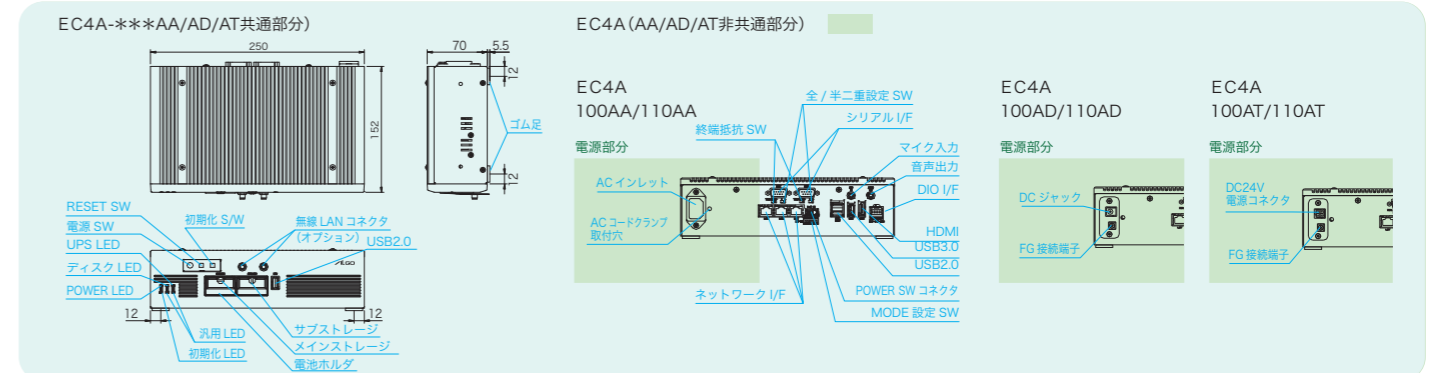 EC4A-***AA/AD/AT共通部分)
250
70
5.5
12
152
ゴム足
12
RESET SW
電源 SW
UPS LED
ディスク LED
POWER LED
初期化 S/W
無線 LAN コネクタ
(オプション)
USB2.0
ALGO
12
12
汎用 LED
初期化 LED
サブストレージ
メインストレージ
電池ホルダ
EC4A(AA/AD/AT非共通部分)
EC4A
100AA/110AA
電源部分
AC インレット
AC コードクランプ
取付穴
終端抵抗 SW
全 / 半二重設定 SW
シリアル I/F
マイク入力
音声出力
DIO I/F
HDMI
USB3.0
USB2.0
POWER SW コネクタ
MODE 設定 SW
ネットワーク I/F
EC4A
100AD/110AD
電源部分
DC ジャック
FG 接続端子
EC4A
100AT/110AT
電源部分
DC24V
電源コネクタ
FG 接続端子